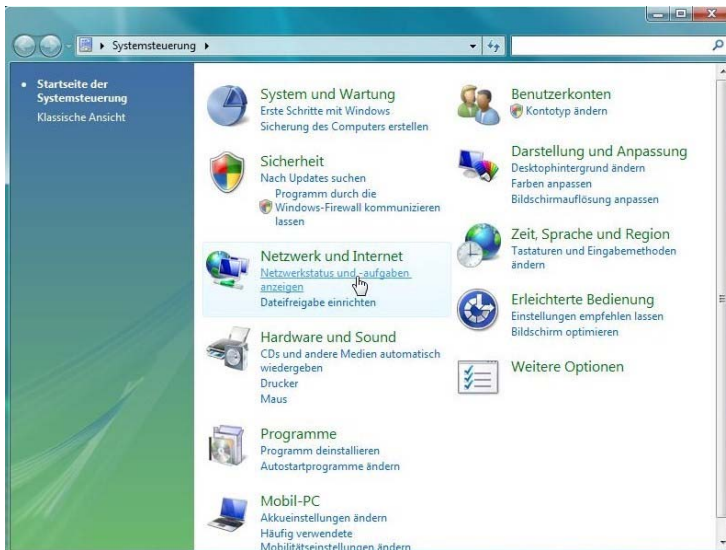 Systemsteuerung
Startseite der
Systemsteuerung
Klassische Ansicht
System und Wartung
Erste Schritte mit Windows
Sicherung des Computers erstellen
Sicherheit
Nach Updates suchen
Programm durch die
Windows-Firewall kommunizieren
lassen
Netzwerk und Internet
Netzwerkstatus und -aufgaben
anzeigen
Dateifreigabe einrichten
Hardware und Sound
CDs und andere Medien automatisch
wiedergeben
Drucker
Maus
Programme
Programm deinstallieren
Autostartprogramme ändern
Mobil-PC
Akkueinstellungen ändern
Häufig verwendete
Mobilitätseinstellungen ändern
Benutzerkonten
Kontotyp ändern
Darstellung und Anpassung
Desktophintergrund ändern
Farben anpassen
Bildschirmauflösung anpassen
Zeit, Sprache und Region
Tastaturen und Eingabemethoden
ändern
Erleichterte Bedienung
Einstellungen empfehlen lassen
Bildschirm optimieren
Weitere Optionen